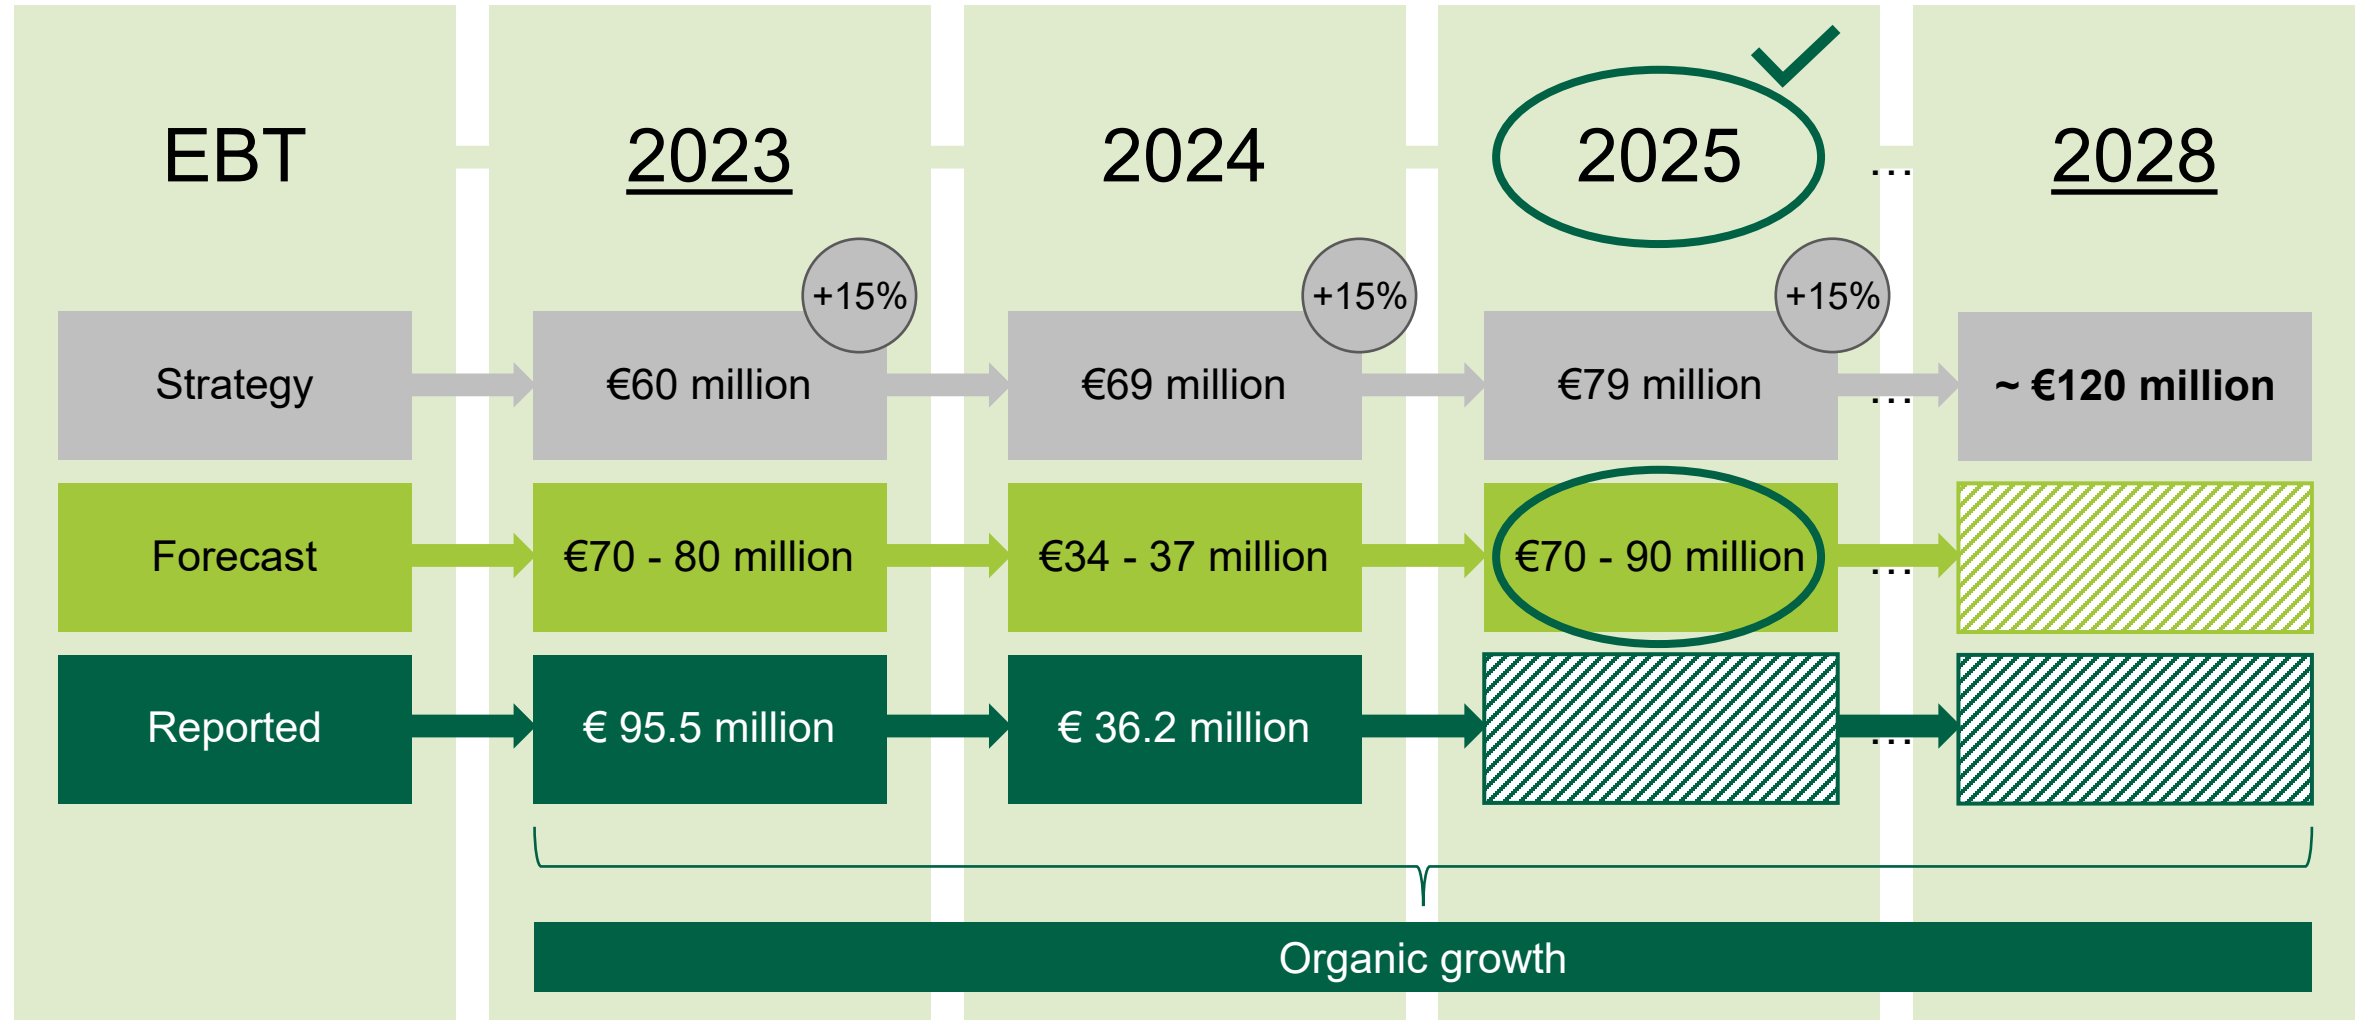 EBT
2023
2024
2025
...
2028
+15%
+15%
+15%
Strategy
€60 million
€69 million
€79 million
...
~ €120 million
Forecast
€70 - 80 million
€34 - 37 million
€70 - 90 million
...
Reported
€ 95.5 million
€ 36.2 million
...
Organic growth